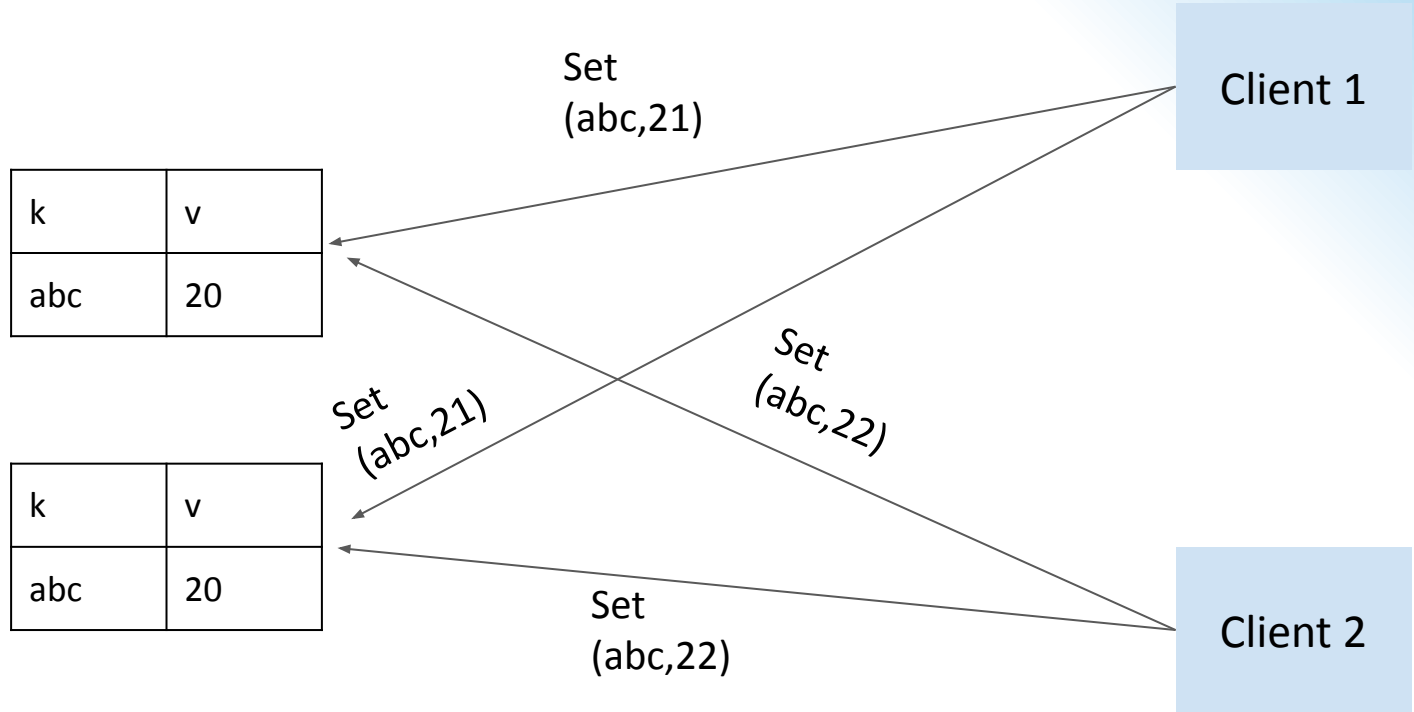 Set
(abc,21)
Client 1
k v
abc 20
Set
(abc,22)
Set
(abc,21)
k v
abc 20
Set
(abc,22)
Client 2